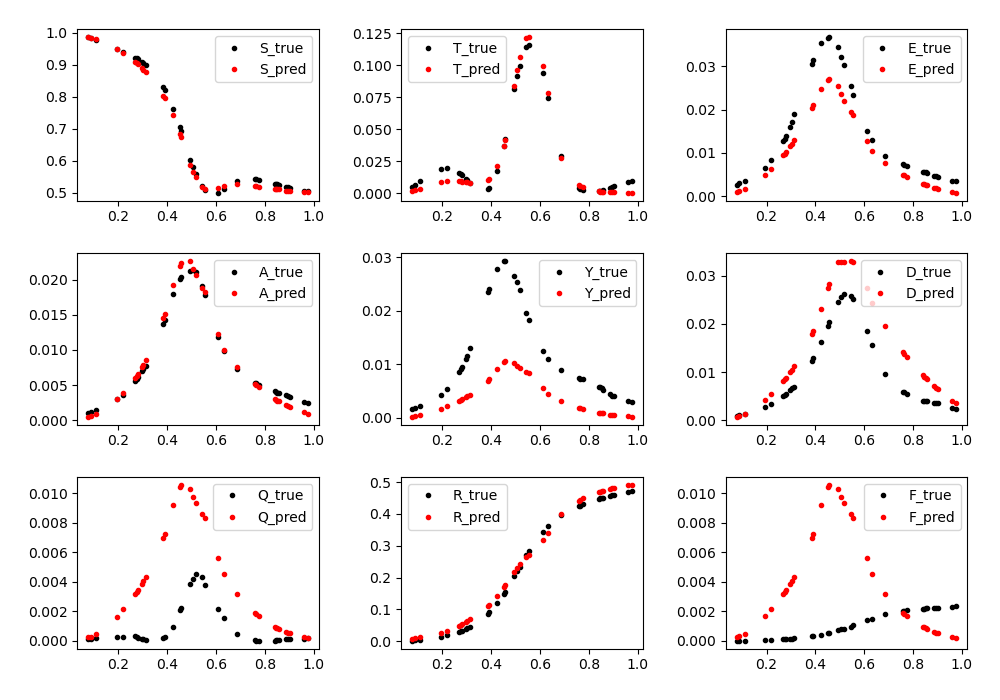 1.0
0.9
0.8
0.7
0.6
0.5
0.2 0.4 0.6 0.8 1.0
S_true
S_pred
0.125
0.100
0.075
0.050
0.025
0.000
0.2 0.4 0.6 0.8 1.0
T_true
T_pred
0.03
0.02
0.01
0.00
0.2 0.4 0.6 0.8 1.0
E_true
E_pred
0.020
0.015
0.010
0.005
0.000
0.2 0.4 0.6 0.8 1.0
A_true
A_pred
0.03
0.02
0.01
0.00
0.2 0.4 0.6 0.8 1.0
Y_true
Y_pred
0.03
0.02
0.01
0.00
0.2 0.4 0.6 0.8 1.0
D_true
D_pred
0.010
0.008
0.006
0.004
0.002
0.000
0.2 0.4 0.6 0.8 1.0
Q_true
Q_pred
0.5
0.4
0.3
0.2
0.1
0.0
0.2 0.4 0.6 0.8 1.0
R_true
R_pred
0.010
0.008
0.006
0.004
0.002
0.000
0.2 0.4 0.6 0.8 1.0
F_true
F_pred